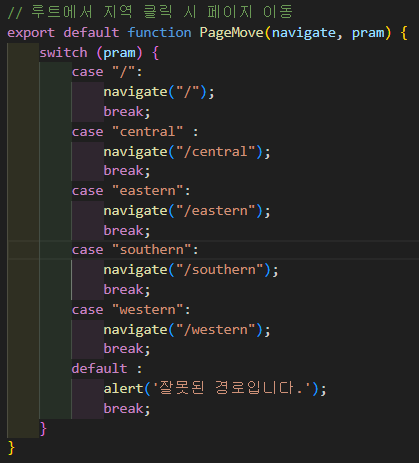 // 루트에서 지역 클릭 시 페이지 이동
export default function PageMove(navigate, pram) {
    switch (pram) {
        case "/":
            navigate("/");
            break;
        case "central" :
            navigate("/central");
            break;
        case "eastern":
            navigate("/eastern");
            break;
        case "southern":
            navigate("/southern");
            break;
        case "western":
            navigate("/western");
            break;
        default :
            alert('잘못된 경로입니다.');
            break;
    }
}